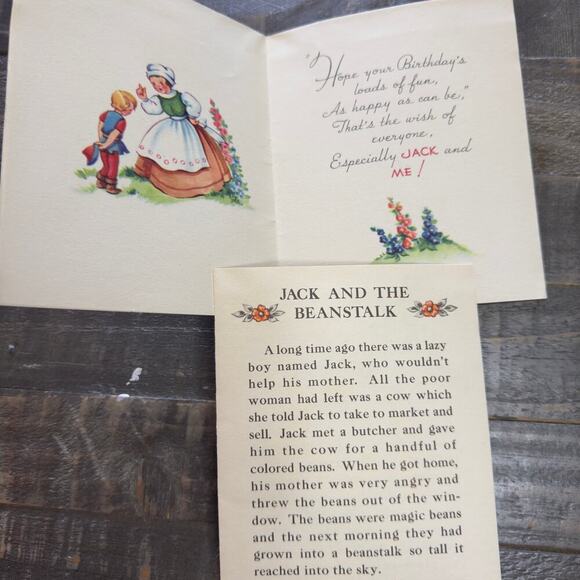 "Hope your Birthday's
loads of fun,
As happy as can be,"
That's the wish of
everyone,
Especially JACK and
ME!
JACK AND THE
BEANSTALK
A long time ago there was a lazy
boy named Jack, who wouldn't
help his mother. All the poor
woman had left was a cow which
she told Jack to take to market and
sell. Jack met a butcher and gave
him the cow for a handful of
colored beans. When he got home,
his mother was very angry and
threw the beans out of the win-
dow. The beans were magic beans
and the next morning they had
grown into a beanstalk so tall it
reached into the sky.